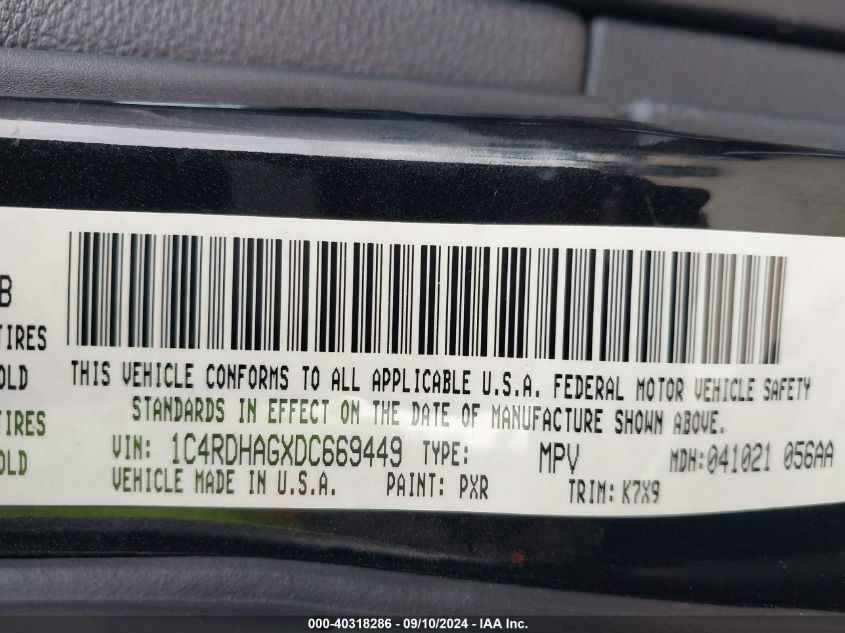 B
TIRES
OLD
TIRES
OLD
THIS VEHICLE CONFORMS TO ALL APPLICABLE U.S.A. FEDERAL MOTOR VEHICLE SAFETY
STANDARDS IN EFFECT ON THE DATE OF MANUFACTURE SHOWN ABOVE.
VIN: 1C4RDHAGXDC669449 TYPE: MPV MDH:041021 056AA
VEHICLE MADE IN U.S.A. PAINT: PXR TRIM: K7X9
000-40318286 - 09/10/2024 - IAA Inc.